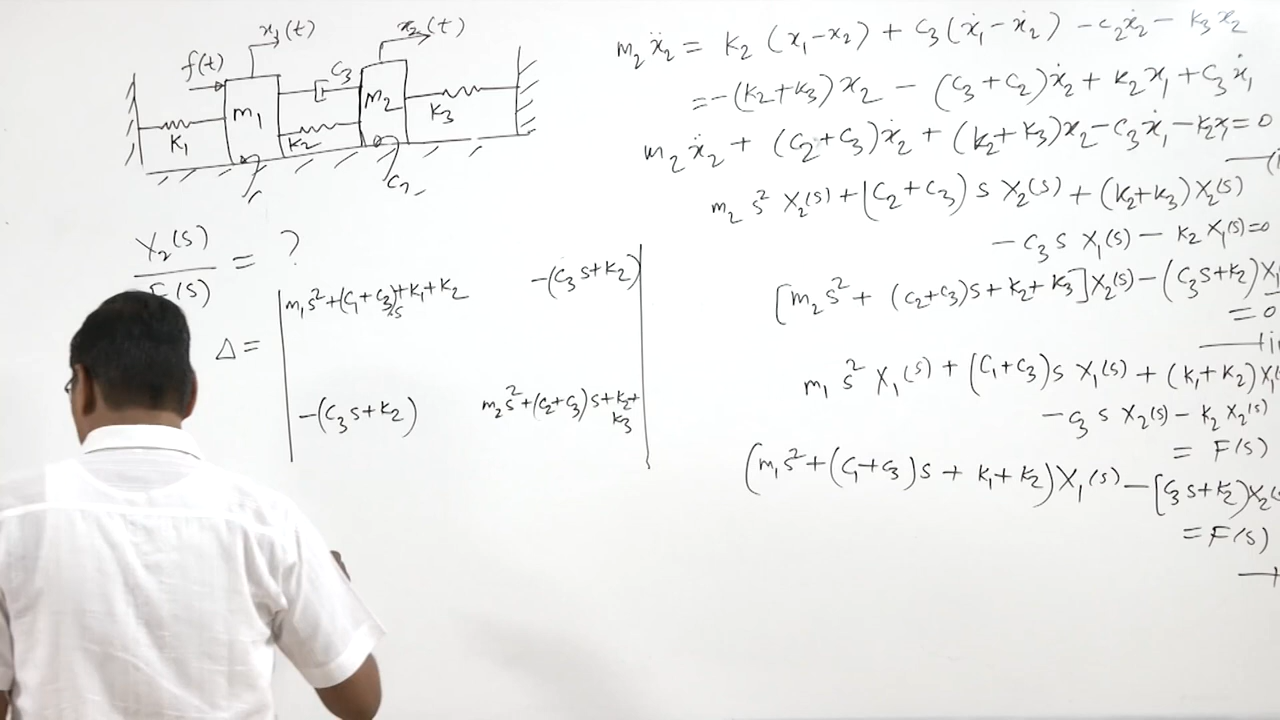 x₁(t) x₂(t)
f(t) C₃
m₁ m₂
K₁ K₂ K₃
C₂
X₂(s)
/F(s) = ?
Δ = | m₁s²+(C₁+C₃)s+K₁+K₂ -(C₃s+K₂) |
| -(C₃s+K₂) m₂s²+(C₂+C₃)s+K₂+K₃ |
m₂ẍ₂ = K₂(x₁-x₂) + C₃(ẋ₁-ẋ₂) - C₂ẋ₂ - K₃x₂
= -(K₂+K₃)x₂ - (C₃+C₂)ẋ₂ + K₂x₁ + C₃ẋ₁
m₂ẍ₂ + (C₂+C₃)ẋ₂ + (K₂+K₃)x₂ - C₃ẋ₁ - K₂x₁ = 0
m₂s²X₂(s) + (C₂+C₃)sX₂(s) + (K₂+K₃)X₂(s)
- C₃sX₁(s) - K₂X₁(s) = 0
[m₂s² + (C₂+C₃)s + K₂+K₃]X₂(s) - (C₃s+K₂)X₁
= 0
m₁s²X₁(s) + (C₁+C₃)sX₁(s) + (K₁+K₂)X₁(s
- C₃sX₂(s) - K₂X₂(s)
= F(s)
(m₁s²+(C₁+C₃)s + K₁+K₂)X₁(s) - [C₃s+K₂)X₂(s
= F(s)